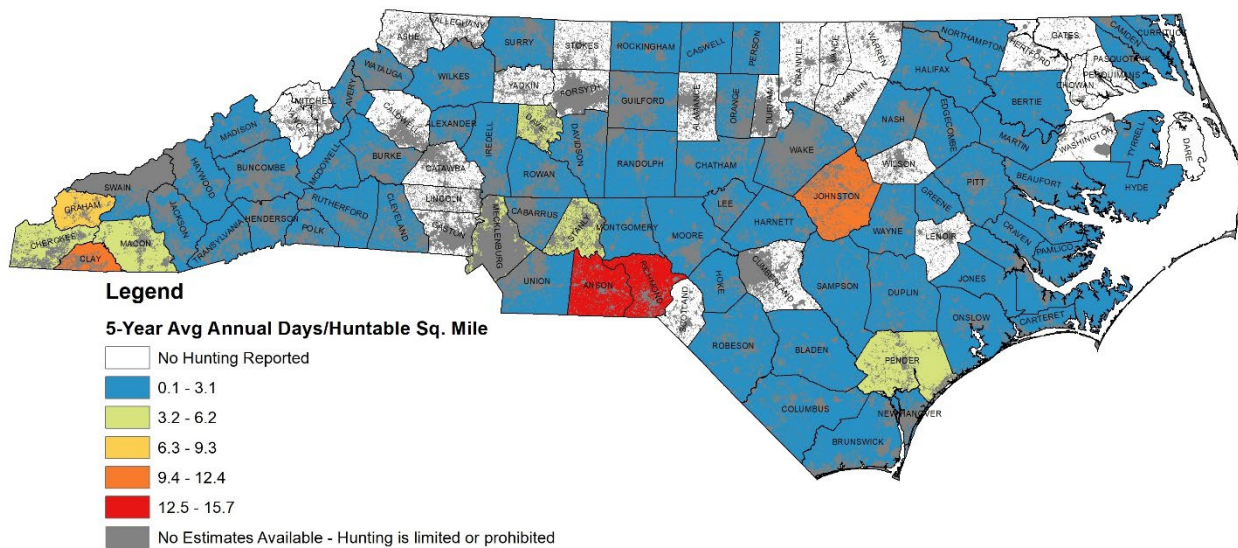 ALLEGHANY
ASHE
SURRY
STOKES
ROCKINGHAM
CASWELL
PERSON
GRANVILLE
VANCE
WARREN
NORTHAMPTON
HERTFORD
GATES
CAMDEN
CURRITUCK
PASQUOTANK
PERQUIMANS
CHOWAN
HALIFAX
BERTIE
WATAUGA
WILKES
YADKIN
FORSYTH
GUILFORD
ALAMANCE
ORANGE
DURHAM
FRANKLIN
NASH
EDGECOMBE
MARTIN
WASHINGTON
TYRREL
DARE
MITCHELL
AVERY
CALDWELL
ALEXANDER
IREDELL
DAVIE
DAVIDSON
RANDOLPH
CHATHAM
WAKE
WILSON
MADISON
HAYWOOD
BUNCOMBE
MCDOWELL
BURKE
CATAWBA
ROWAN
JOHNSTON
PITT
BEAUFORT
HYDE
SWAIN
GRAHAM
CHEROKEE
CLAY
MACON
JACKSON
TRANSYLVANIA
HENDERSON
POLK
RUTHERFORD
CLEVELAND
LINCOLN
GASTON
MECKLENBURG
CABARRUS
STANLY
MONTGOMERY
MOORE
LEE
HARNETT
WAYNE
GREENE
LENOIR
CRAVEN
PAMLICO
UNION
ANSON
RICHMOND
SCOTLAND
HOKE
CUMBERLAND
SAMPSON
DUPLIN
JONES
ONSLOW
CARTERET
ROBESON
BLADEN
PENDER
COLUMBUS
NEW HANOVER
BRUNSWICK
Legend
5-Year Avg Annual Days/Huntable Sq. Mile
No Hunting Reported
0.1 - 3.1
3.2 - 6.2
6.3 - 9.3
9.4 - 12.4
12.5 - 15.7
No Estimates Available - Hunting is limited or prohibited